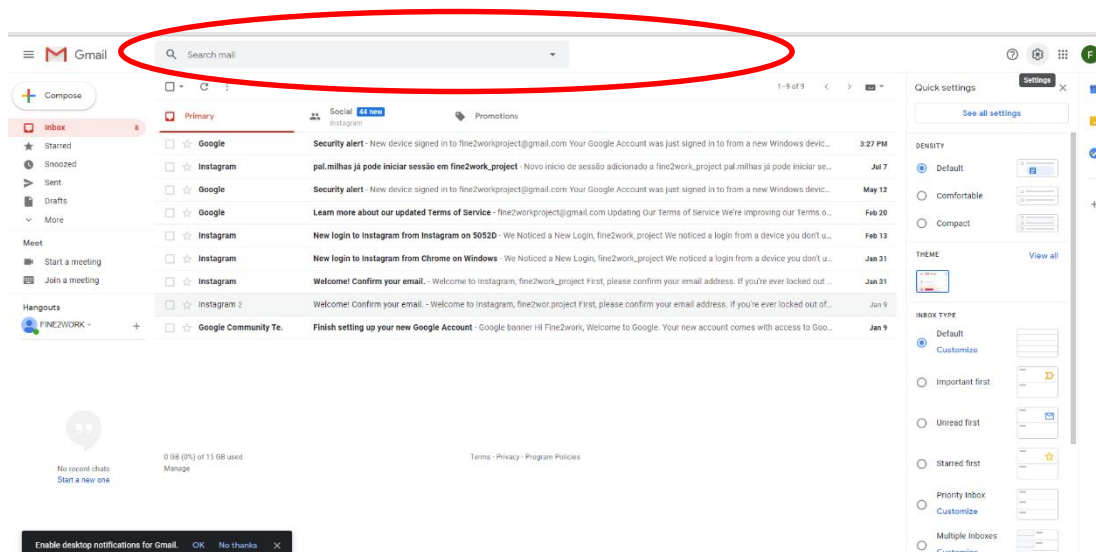 Gmail
Search mail
Settings
F
Compose
1–9 of 9
Quick settings
See all settings
Inbox 8
Starred
Snoozed
Sent
Drafts
More
Meet
Start a meeting
Join a meeting
Hangouts
FINE2WORK
No recent chats
Start a new one
Primary
Social 44 new
Instagram
Promotions
Google Security alert - New device signed in to fine2workproject@gmail.com Your Google Account was just signed in to from a new Windows devic... 3:27 PM
Instagram pal.milhas já pode iniciar sessão em fine2work_project - Novo início de sessão adicionado a fine2work_project pal.milhas já pode iniciar se... Jul 7
Google Security alert - New device signed in to fine2workproject@gmail.com Your Google Account was just signed in to from a new Windows devic... May 12
Google Learn more about our updated Terms of Service - fine2workproject@gmail.com Updating Our Terms of Service We're improving our Terms o... Feb 20
Instagram New login to Instagram from Instagram on 5052D - We Noticed a New Login, fine2work_project We noticed a login from a device you don't u... Feb 13
Instagram New login to Instagram from Chrome on Windows - We Noticed a New Login, fine2work_project We noticed a login from a device you don't u... Jan 31
Instagram Welcome! Confirm your email. - Welcome to Instagram, fine2work_project First, please confirm your email address. If you're ever locked out ... Jan 31
Instagram 2 Welcome! Confirm your email. - Welcome to Instagram, fine2wor.project First, please confirm your email address. If you're ever locked out of... Jan 9
Google Community Te. Finish setting up your new Google Account - Google banner Hi Fine2work, Welcome to Google. Your new account comes with access to Goo... Jan 9
0 GB (0%) of 15 GB used
Manage
Terms · Privacy · Program Policies
DENSITY
Default
Comfortable
Compact
THEME View all
INBOX TYPE
Default
Customize
Important first
Unread first
Starred first
Priority Inbox
Customize
Multiple Inboxes
Customize
Enable desktop notifications for Gmail. OK No thanks